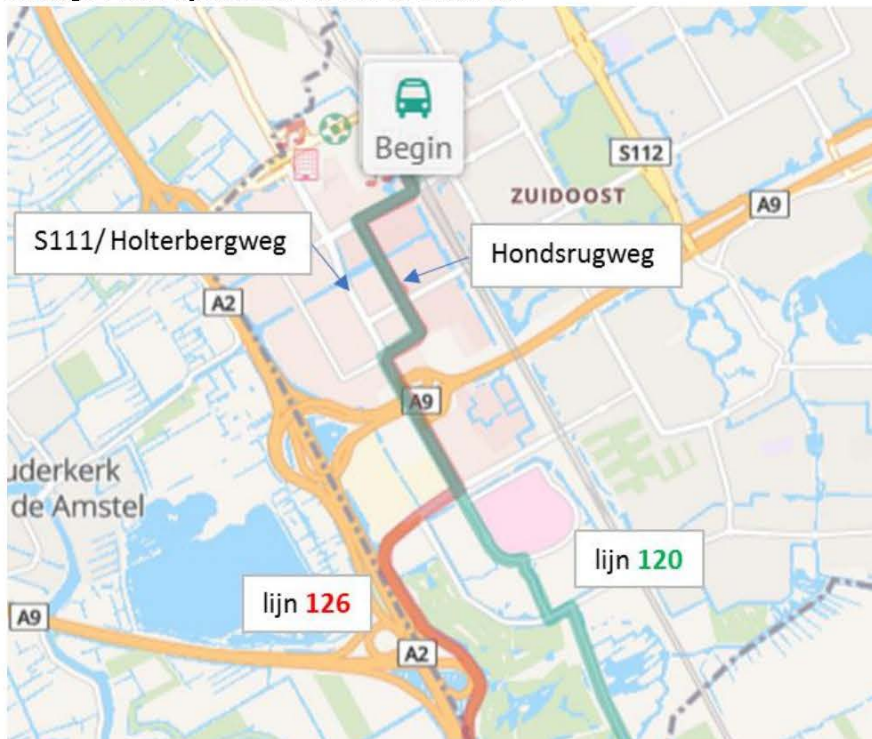 Begin
S112
ZUIDOOST
A9
S111/ Holterbergweg
Hondsrugweg
A2
A9
uderkerk
de Amstel
lijn 120
lijn 126
A9
A2